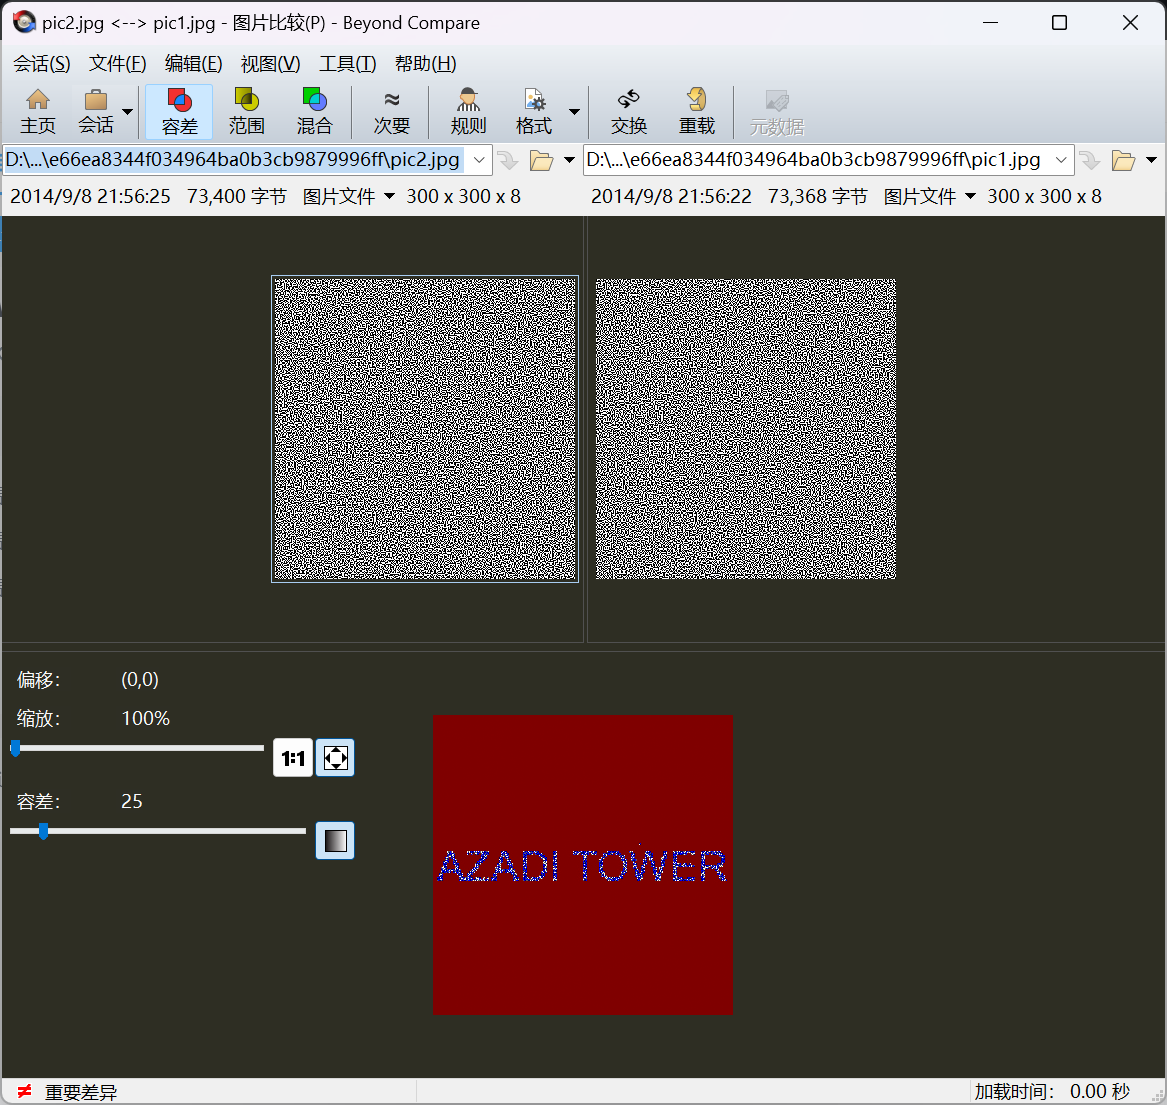 pic2.jpg <--> pic1.jpg - 图片比较(P) - Beyond Compare
会话(S) 文件(F) 编辑(E) 视图(V) 工具(T) 帮助(H)
主页 会话 容差 范围 混合 次要 规则 格式 交换 重载 元数据
D:\...\e66ea8344f034964ba0b3cb9879996ff\pic2.jpg D:\...\e66ea8344f034964ba0b3cb9879996ff\pic1.jpg
2014/9/8 21:56:25 73,400 字节 图片文件 300 x 300 x 8 2014/9/8 21:56:22 73,368 字节 图片文件 300 x 300 x 8
偏移： (0,0)
缩放： 100%
1:1
容差： 25
AZADI TOWER
重要差异 加载时间： 0.00 秒